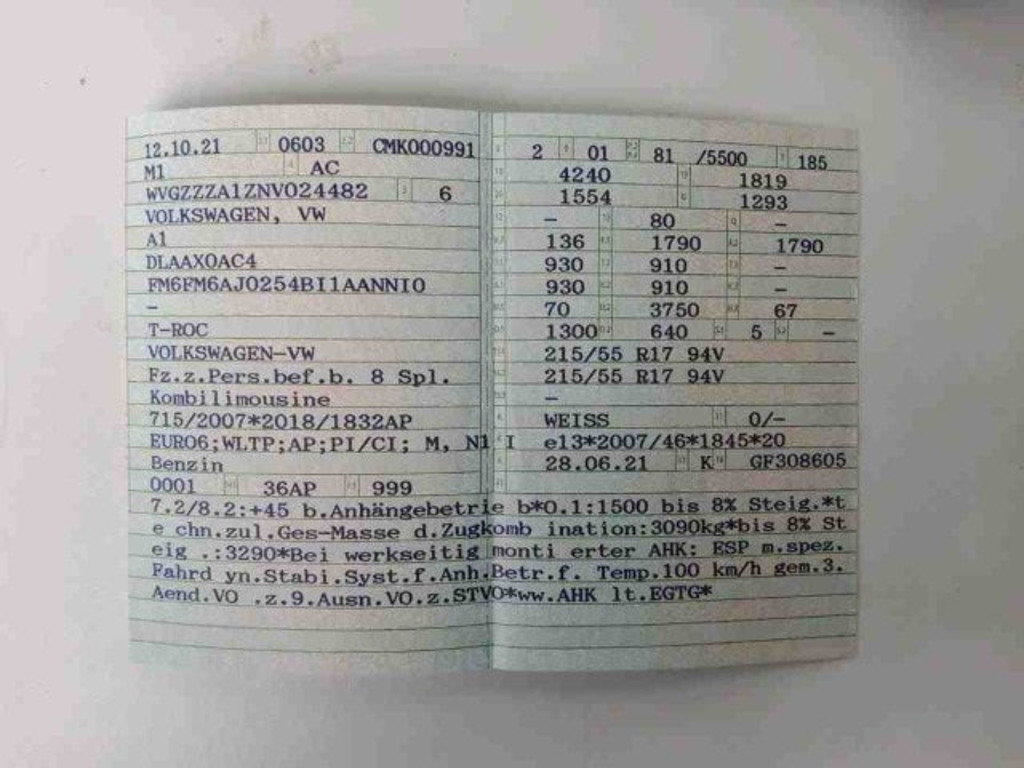 12.10.21 0603 CMK000991
M1 AC
WVGZZZA1ZNV024482 6
VOLKSWAGEN, VW
A1
DLAAX0AC4
FM6FM6AJ0254BI1AANNI0
–
T-ROC
VOLKSWAGEN-VW
Fz.z.Pers.bef.b. 8 Spl.
Kombilimousine
715/2007*2018/1832AP
EURO6;WLTP;AP;PI/CI; M, N1 I
Benzin
0001 36AP 999
2 01 81 /5500 185
4240 1819
1554 1293
– 80 –
136 1790 1790
930 910 –
930 910 –
70 3750 67
1300 640 5 –
215/55 R17 94V
215/55 R17 94V
–
WEISS 0/–
e13*2007/46*1845*20
28.06.21 K GF308605
7.2/8.2:+45 b.Anhängebetrie b*0.1:1500 bis 8% Steig.*t
e chn.zul.Ges-Masse d.Zugkomb ination:3090kg*bis 8% St
eig .:3290*Bei werkseitig monti erter AHK: ESP m.spez.
Fahrd yn.Stabi.Syst.f.Anh.Betr.f. Temp.100 km/h gem.3.
Aend.VO .z.9.Ausn.VO.z.STVO*ww.AHK lt.EGTG*